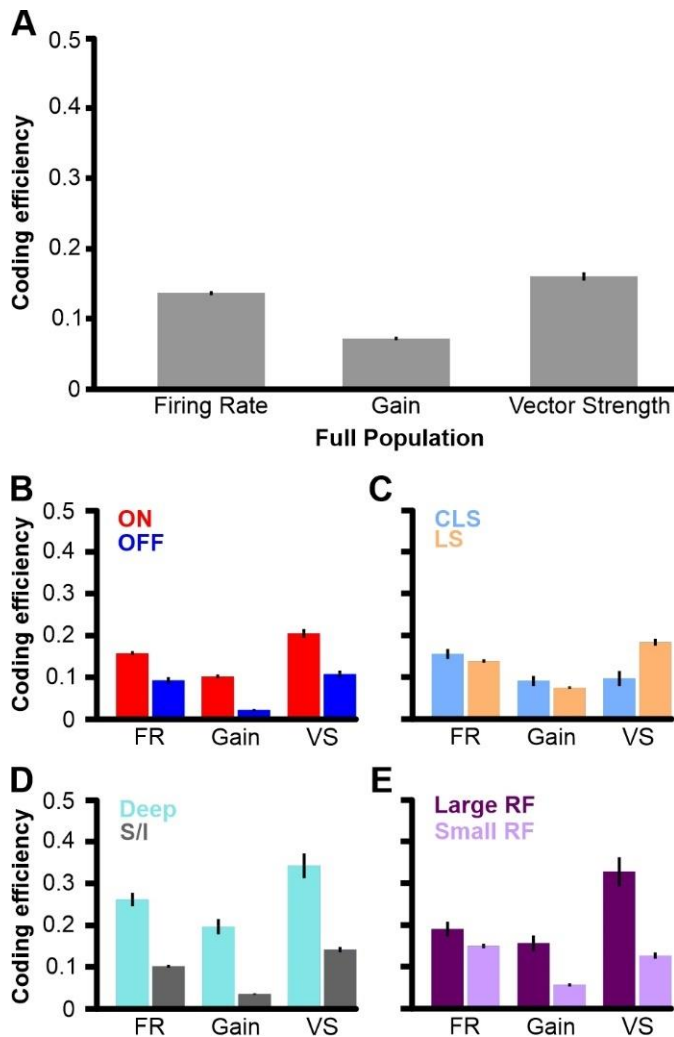 A
0.5
0.4
0.3
0.2
0.1
0
Coding efficiency
Firing Rate Gain Vector Strength
Full Population
B
0.5
0.4
0.3
0.2
0.1
0
Coding efficiency
ON
OFF
FR Gain VS
C
CLS
LS
FR Gain VS
D
0.5
0.4
0.3
0.2
0.1
0
Coding efficiency
Deep
S/I
FR Gain VS
E
Large RF
Small RF
FR Gain VS